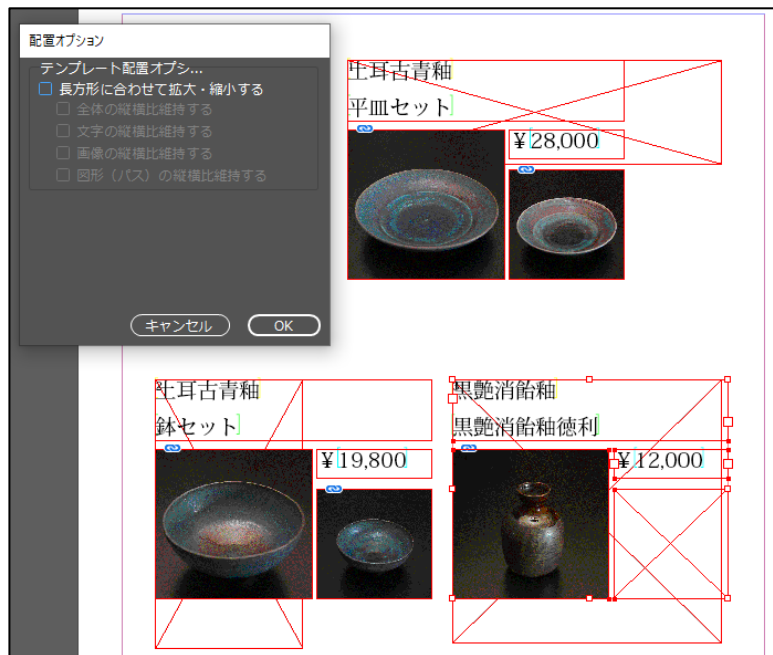 配置オプション
テンプレート配置オプシ...
長方形に合わせて拡大・縮小する
全体の縦横比維持する
文字の縦横比維持する
画像の縦横比維持する
図形（パス）の縦横比維持する
キャンセル
OK
土耳古青釉
平皿セット
¥28,000
土耳古青釉
鉢セット
¥19,800
黒艶消飴釉
黒艶消飴釉徳利
¥12,000